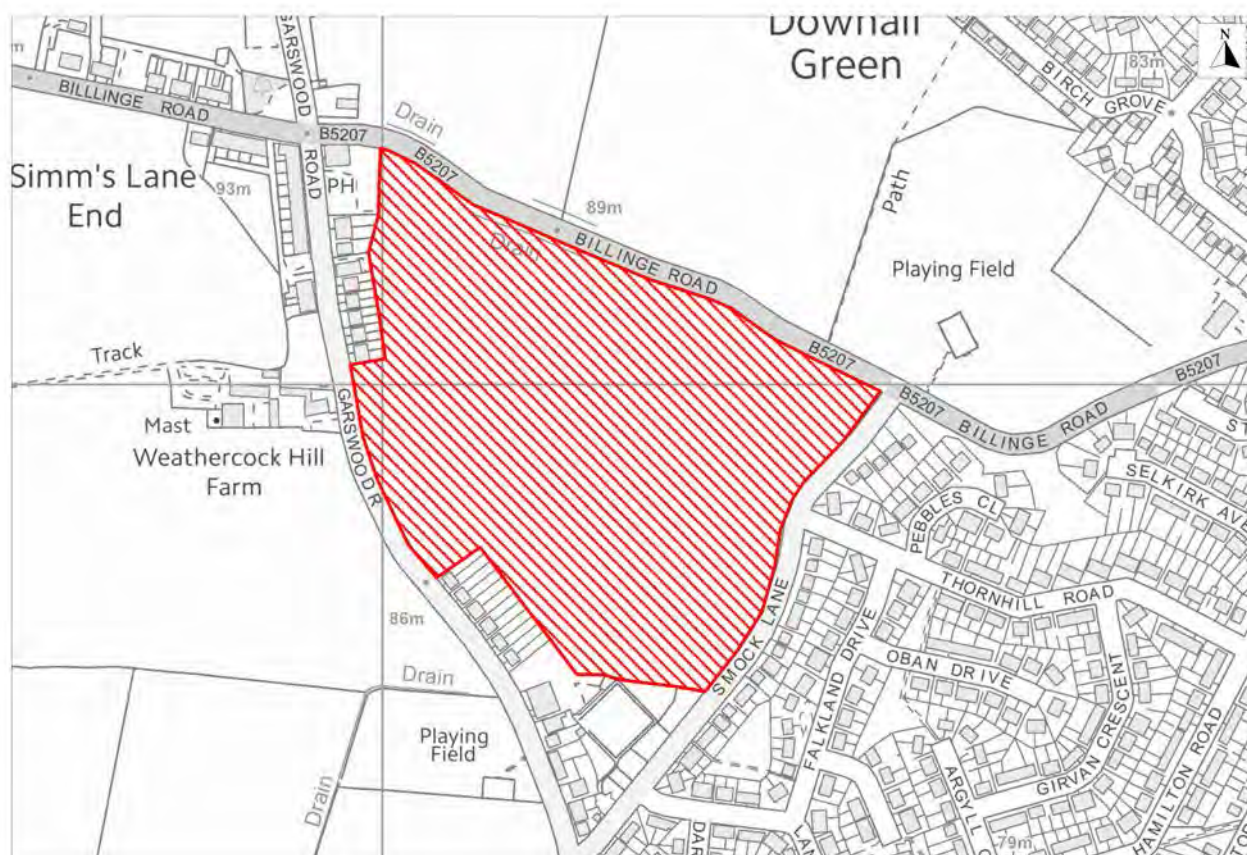 Downall
Green
N
83m
BIRCH GROVE
GARSWOOD
ROAD
BILLLINGE ROAD
B5207
Drain
B5207
Simm's Lane
End
93m
PH
89m
Drain
BILLINGE ROAD
Path
Playing Field
B5207
B5207
BILLINGE ROAD
B5207
Track
Mast
Weathercock Hill
Farm
GARSWOOD R
SELKIRK AVE
PEBBLES CL
THORNHILL ROAD
SMOCK LANE
FALKLAND DRIVE
OBAN DRIVE
GIRVAN CRESCENT
HAMILTON ROAD
ARGYLL
86m
Drain
Playing
Field
Drain
79m